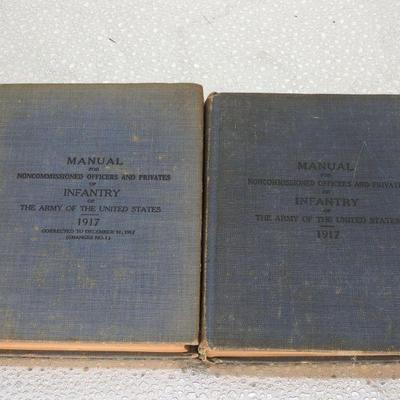 MANUAL
FOR
NONCOMMISSIONED OFFICERS AND PRIVATES
OF
INFANTRY
OF
THE ARMY OF THE UNITED STATES
1917
CORRECTED TO DECEMBER 31, 1917
(CHANGES NO. 1.)
MANUAL
FOR
NONCOMMISSIONED OFFICERS AND PRIVATES
OF
INFANTRY
OF
THE ARMY OF THE UNITED STATES
1917